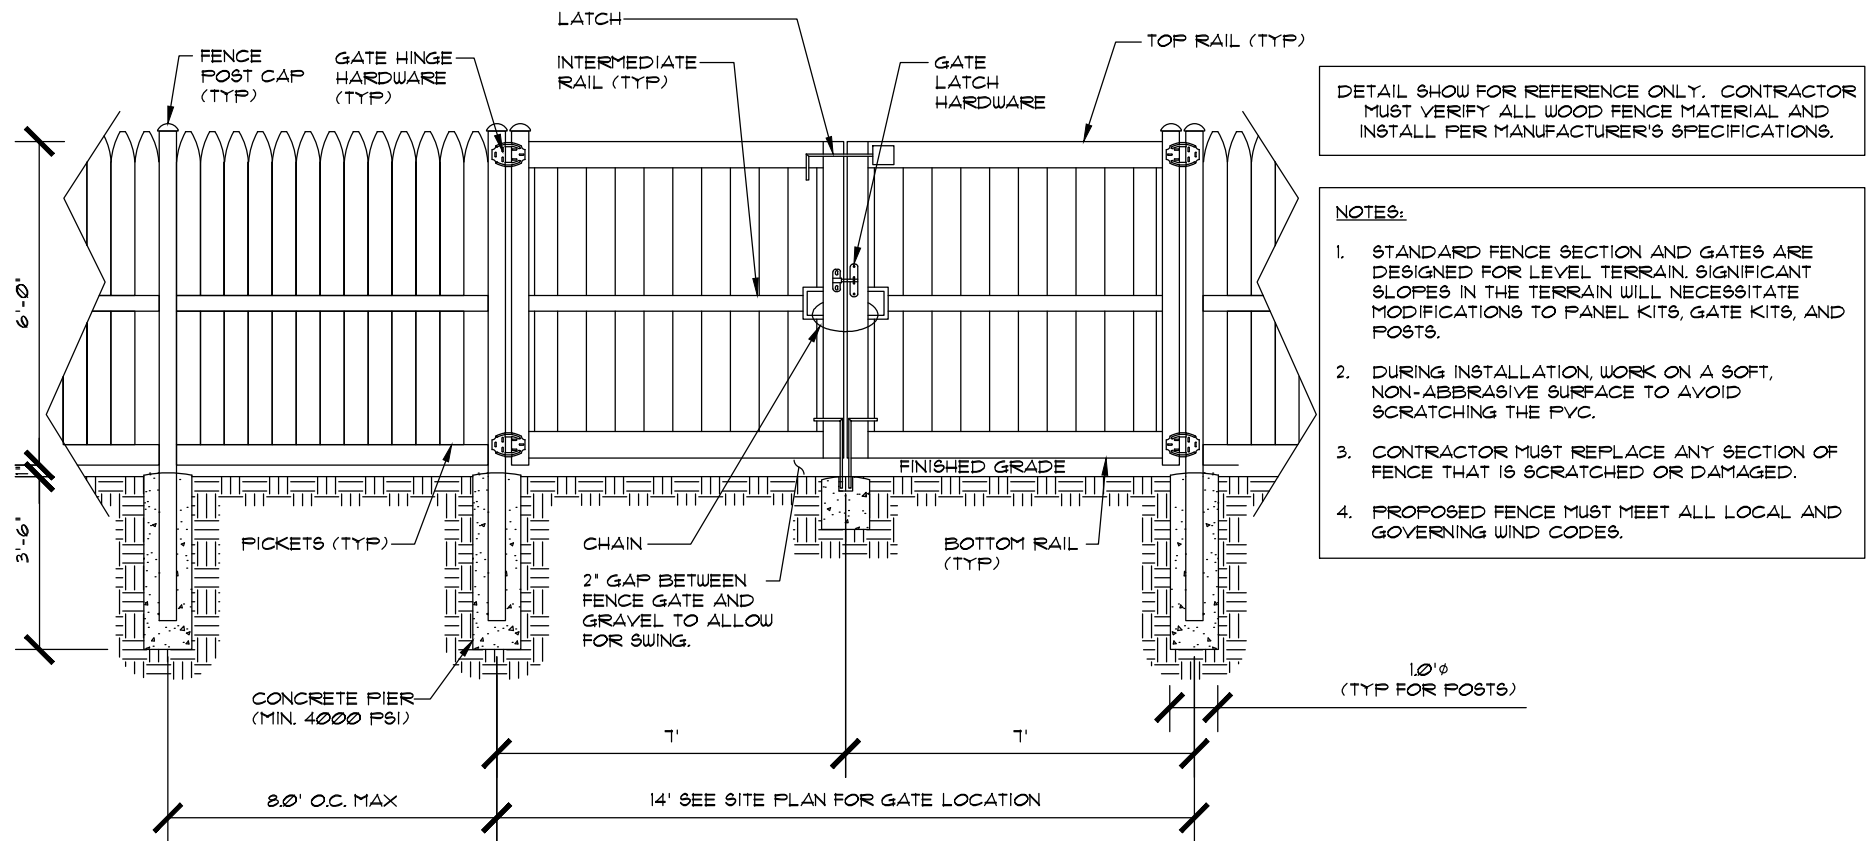 LATCH
FENCE
POST CAP
(TYP)
GATE HINGE
HARDWARE
(TYP)
INTERMEDIATE
RAIL (TYP)
GATE
LATCH
HARDWARE
TOP RAIL (TYP)
DETAIL SHOW FOR REFERENCE ONLY. CONTRACTOR
MUST VERIFY ALL WOOD FENCE MATERIAL AND
INSTALL PER MANUFACTURER'S SPECIFICATIONS.
NOTES:
1. STANDARD FENCE SECTION AND GATES ARE
DESIGNED FOR LEVEL TERRAIN. SIGNIFICANT
SLOPES IN THE TERRAIN WILL NECESSITATE
MODIFICATIONS TO PANEL KITS, GATE KITS, AND
POSTS.
2. DURING INSTALLATION, WORK ON A SOFT,
NON-ABBRASIVE SURFACE TO AVOID
SCRATCHING THE PVC.
3. CONTRACTOR MUST REPLACE ANY SECTION OF
FENCE THAT IS SCRATCHED OR DAMAGED.
4. PROPOSED FENCE MUST MEET ALL LOCAL AND
GOVERNING WIND CODES.
6'-0"
1"
3'-6"
FINISHED GRADE
PICKETS (TYP)
CHAIN
2" GAP BETWEEN
FENCE GATE AND
GRAVEL TO ALLOW
FOR SWING.
BOTTOM RAIL
(TYP)
CONCRETE PIER
(MIN. 4000 PSI)
1.0'ø
(TYP FOR POSTS)
7'
7'
8.0' O.C. MAX
14' SEE SITE PLAN FOR GATE LOCATION